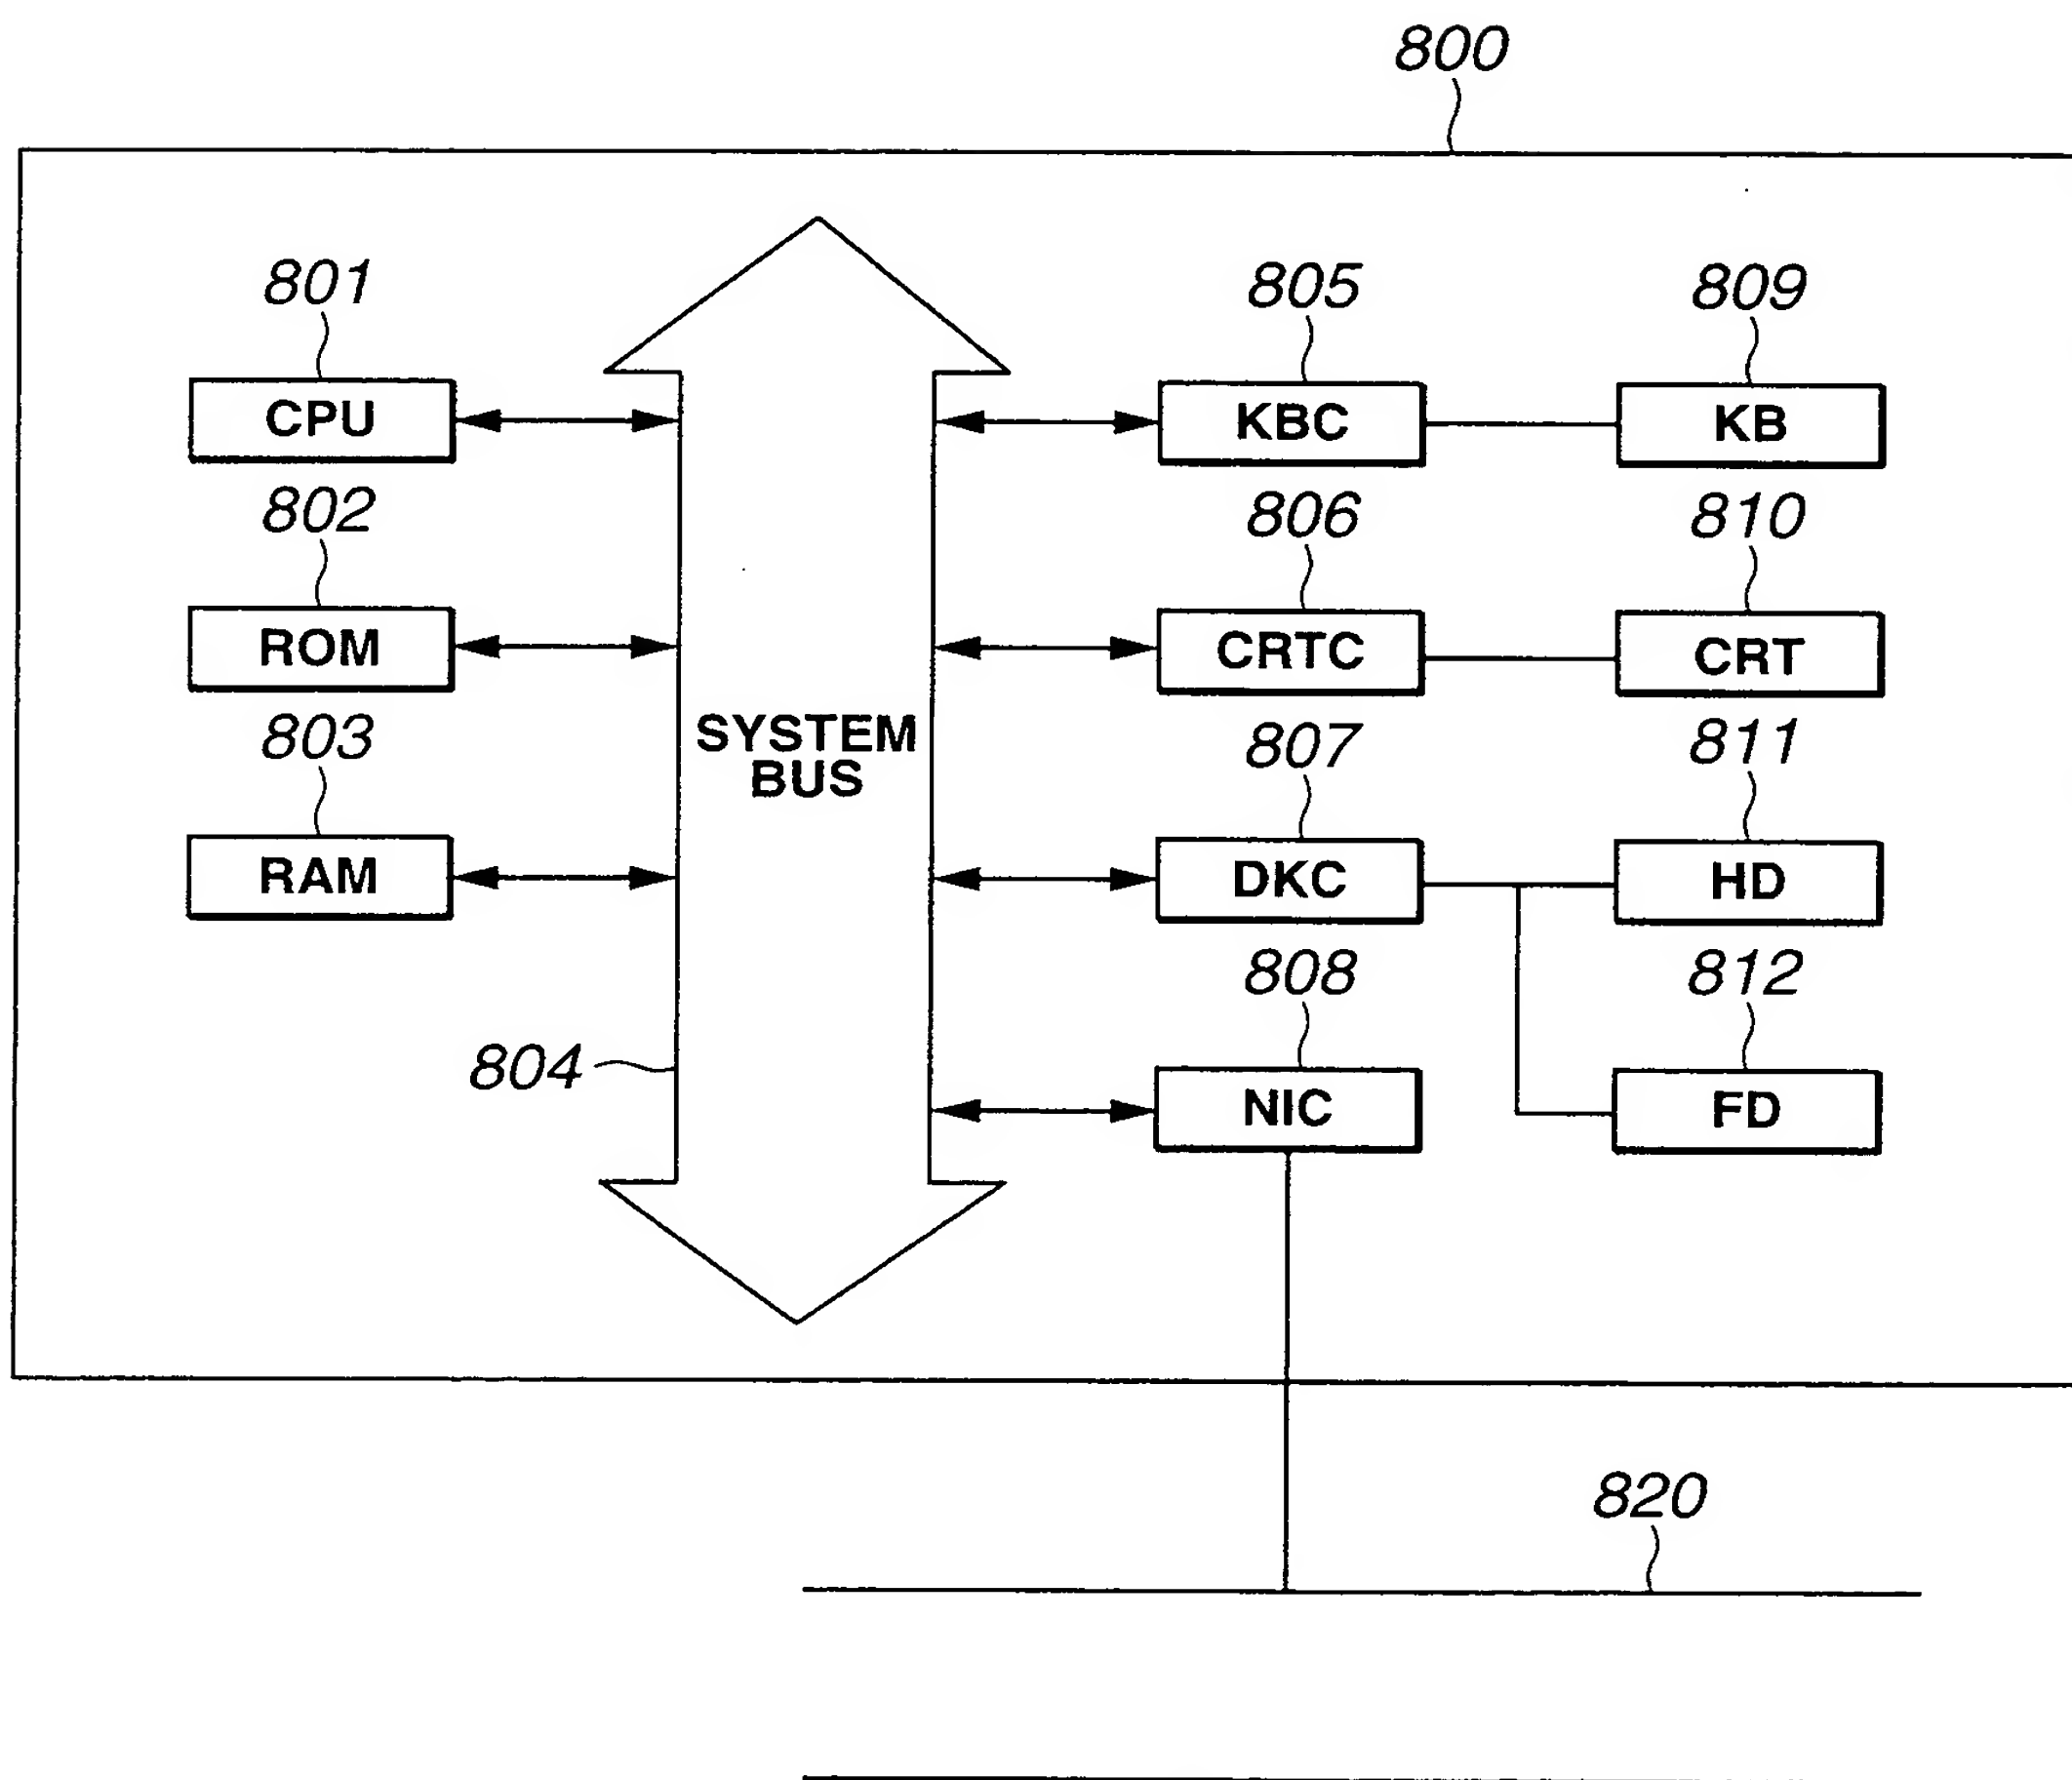 800
801
CPU
802
ROM
803
RAM
804
SYSTEM
BUS
805
KBC
806
CRTC
807
DKC
808
NIC
809
KB
810
CRT
811
HD
812
FD
820